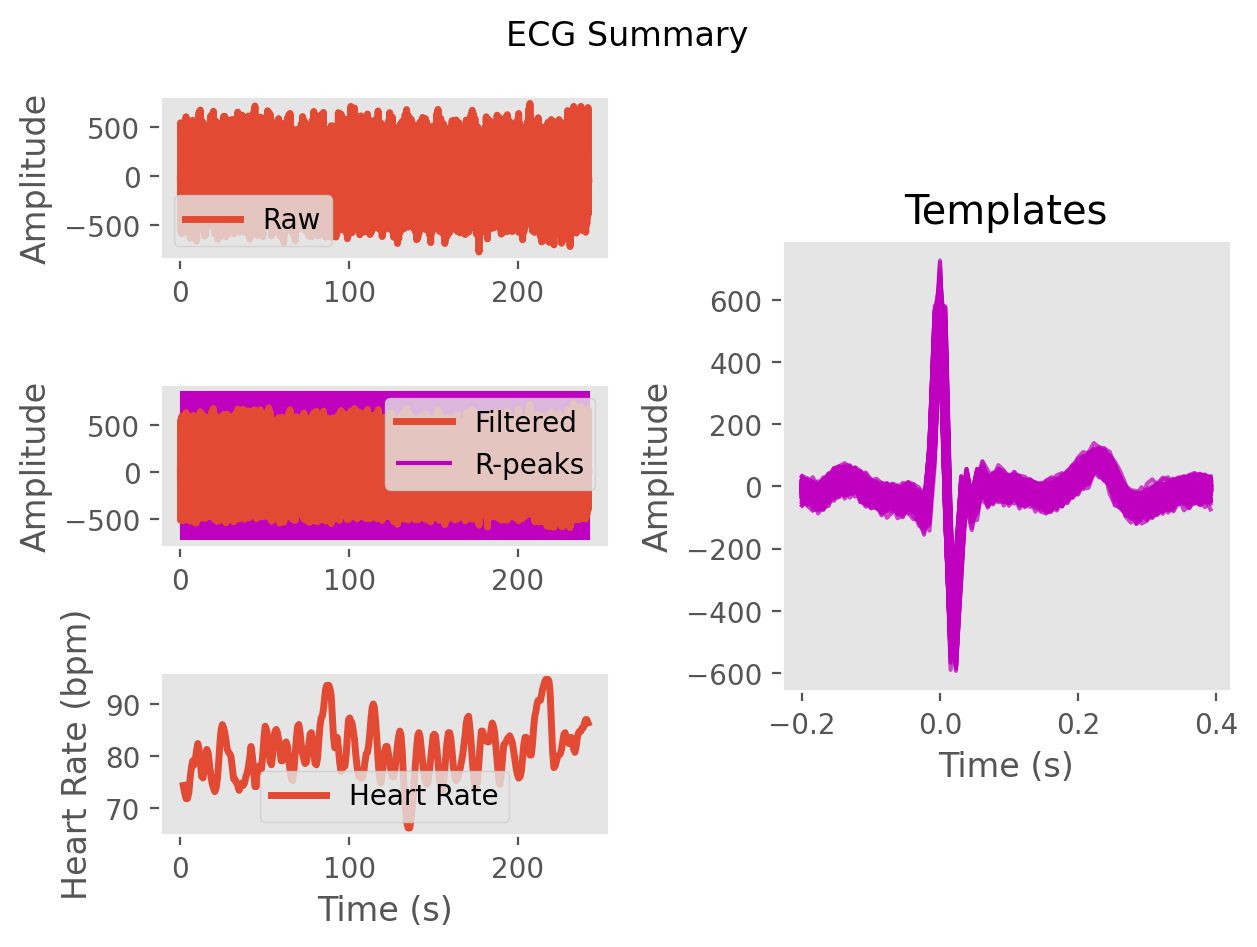 ECG Summary
Amplitude
500
0
−500
Raw
0 100 200
Amplitude
500
0
−500
Filtered
R-peaks
0 100 200
Heart Rate (bpm)
90
80
70
Heart Rate
0 100 200
Time (s)
Templates
Amplitude
600
400
200
0
−200
−400
−600
−0.2 0.0 0.2 0.4
Time (s)